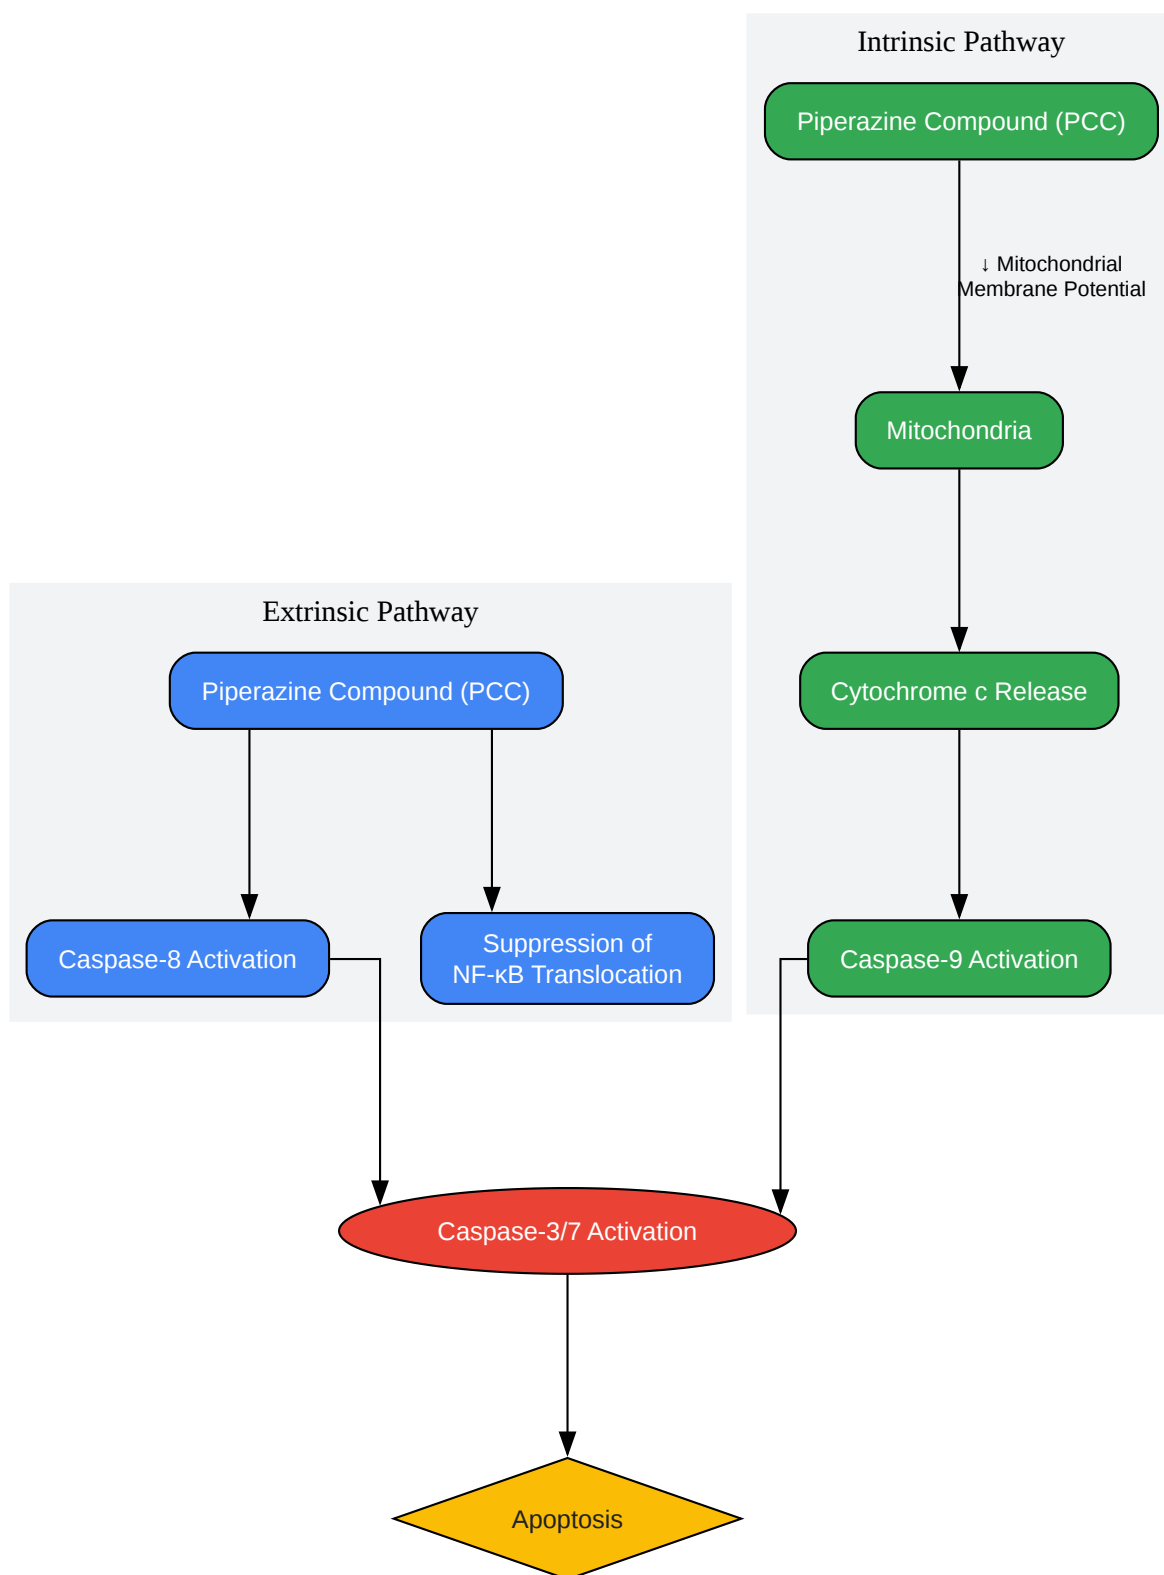 Intrinsic Pathway
Piperazine Compound (PCC)
↓ Mitochondrial
Membrane Potential
Mitochondria
Extrinsic Pathway
Piperazine Compound (PCC)
Cytochrome c Release
Caspase-8 Activation
Suppression of
NF-κB Translocation
Caspase-9 Activation
Caspase-3/7 Activation
Apoptosis